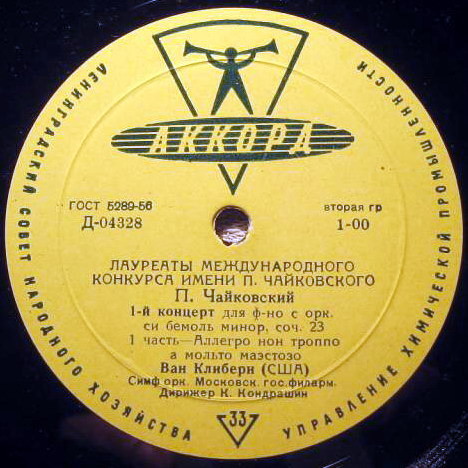 ЛЕНИНГРАДСКИЙ СОВЕТ НАРОДНОГО ХОЗЯЙСТВА
УПРАВЛЕНИЕ ХИМИЧЕСКОЙ ПРОМЫШЛЕННОСТИ
АККОРД
ГОСТ 5289-56
вторая гр
Д-04328
1-00
ЛАУРЕАТЫ МЕЖДУНАРОДНОГО
КОНКУРСА ИМЕНИ П. ЧАЙКОВСКОГО
П. Чайковский
1-й концерт для ф-но с орк.
си бемоль минор, соч. 23
1 часть—Аллегро нон троппо
а мольто маэстозо
Ван Клиберн (США)
Симф орк. Московск. гос. филарм.
Дирижер К. Кондрашин
33